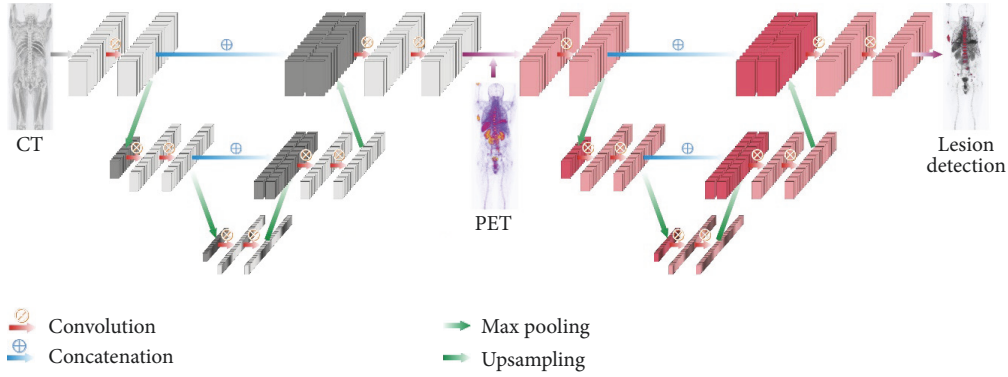 CT
PET
Lesion
detection
Convolution
Concatenation
Max pooling
Upsampling